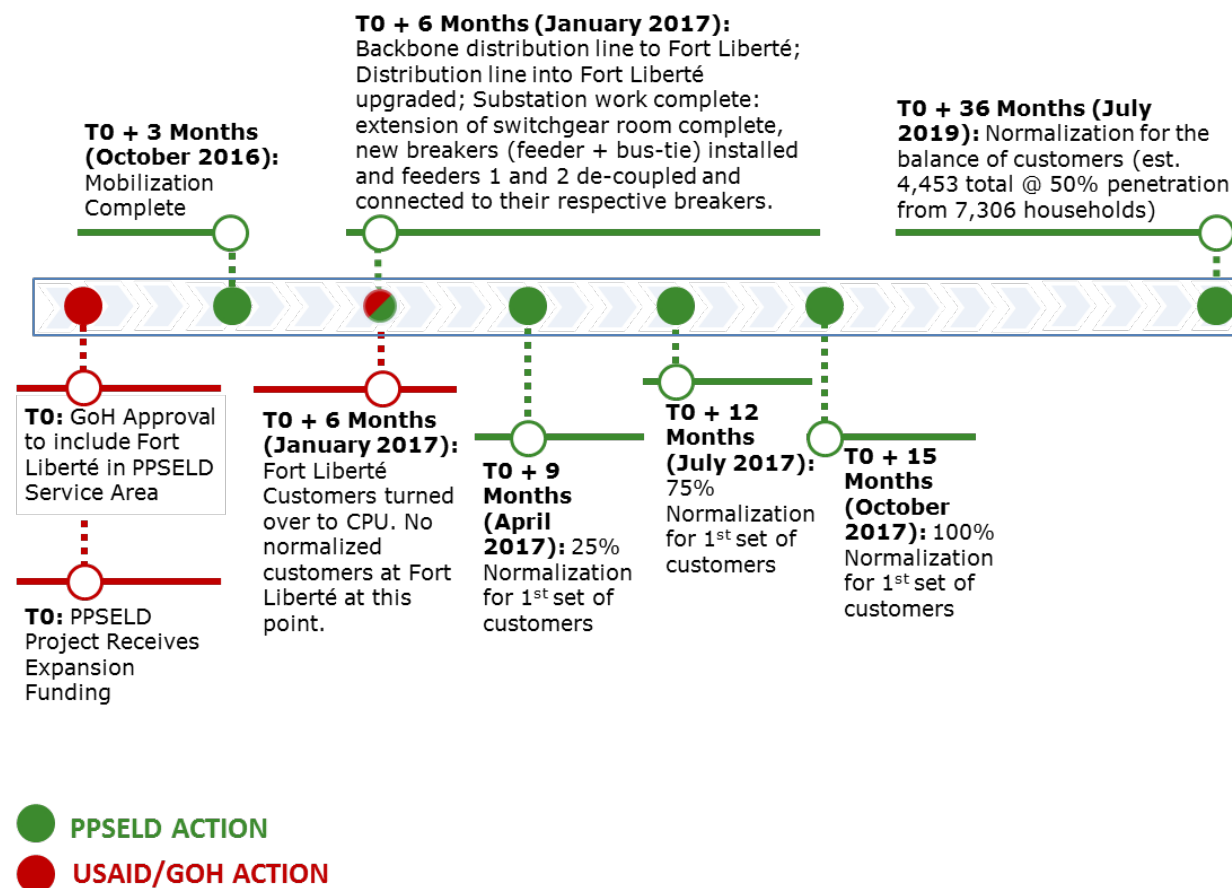 T0 + 6 Months (January 2017):
Backbone distribution line to Fort Liberté;
Distribution line into Fort Liberté
upgraded; Substation work complete:
extension of switchgear room complete,
new breakers (feeder + bus-tie) installed
and feeders 1 and 2 de-coupled and
connected to their respective breakers.
T0 + 3 Months
(October 2016):
Mobilization
Complete
T0 + 36 Months (July
2019): Normalization for the
balance of customers (est.
4,453 total @ 50% penetration
from 7,306 households)
T0: GoH Approval
to include Fort
Liberté in PPSELD
Service Area
T0: PPSELD
Project Receives
Expansion
Funding
T0 + 6 Months
(January 2017):
Fort Liberté
Customers turned
over to CPU. No
normalized
customers at Fort
Liberté at this
point.
T0 + 9
Months
(April
2017): 25%
Normalization
for 1st set of
customers
T0 + 12
Months
(July 2017):
75%
Normalization
for 1st set of
customers
T0 + 15
Months
(October
2017): 100%
Normalization
for 1st set of
customers
PPSELD ACTION
USAID/GOH ACTION